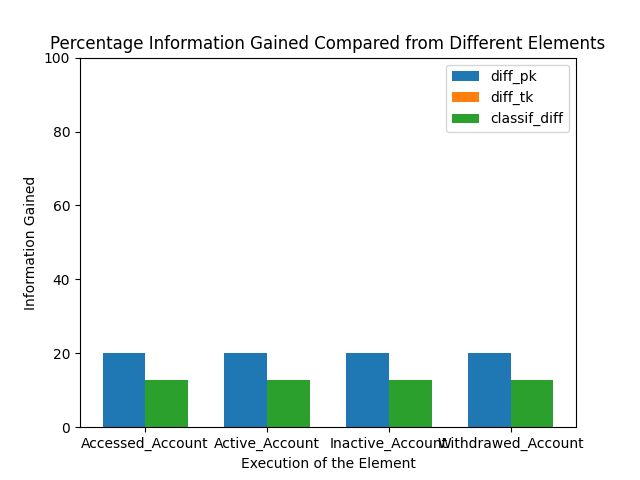 Percentage Information Gained Compared from Different Elements
100
80
60
40
20
0
Information Gained
diff_pk
diff_tk
classif_diff
Accessed_Account Active_Account Inactive_Account Withdrawed_Account
Execution of the Element